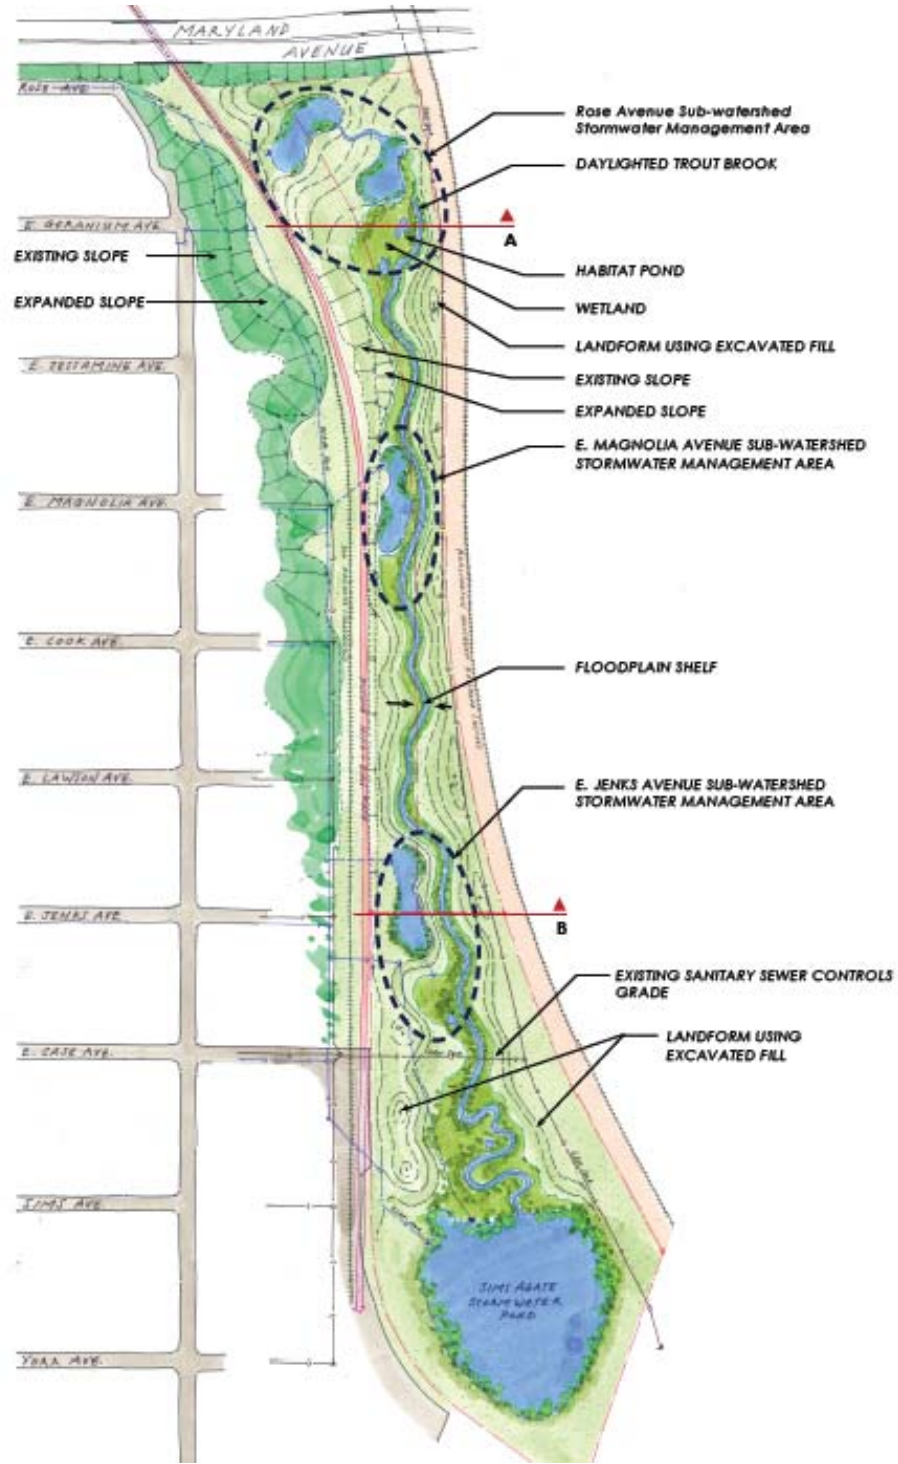 MARYLAND
AVENUE
ROSE AVE
Rose Avenue Sub-watershed
Stormwater Management Area
DAYLIGHTED TROUT BROOK
E. GERANIUM AVE.
A
EXISTING SLOPE
HABITAT POND
EXPANDED SLOPE
WETLAND
LANDFORM USING EXCAVATED FILL
E. JESSAMINE AVE.
EXISTING SLOPE
EXPANDED SLOPE
E. MAGNOLIA AVENUE SUB-WATERSHED
STORMWATER MANAGEMENT AREA
E. MAGNOLIA AVE.
E. COOK AVE.
FLOODPLAIN SHELF
E. LAWSON AVE.
E. JENKS AVENUE SUB-WATERSHED
STORMWATER MANAGEMENT AREA
E. JENKS AVE.
B
EXISTING SANITARY SEWER CONTROLS
GRADE
LANDFORM USING
EXCAVATED FILL
E. CASE AVE.
SIMS AVE.
SIMS AGATE
STORMWATER
POND
YORK AVE.